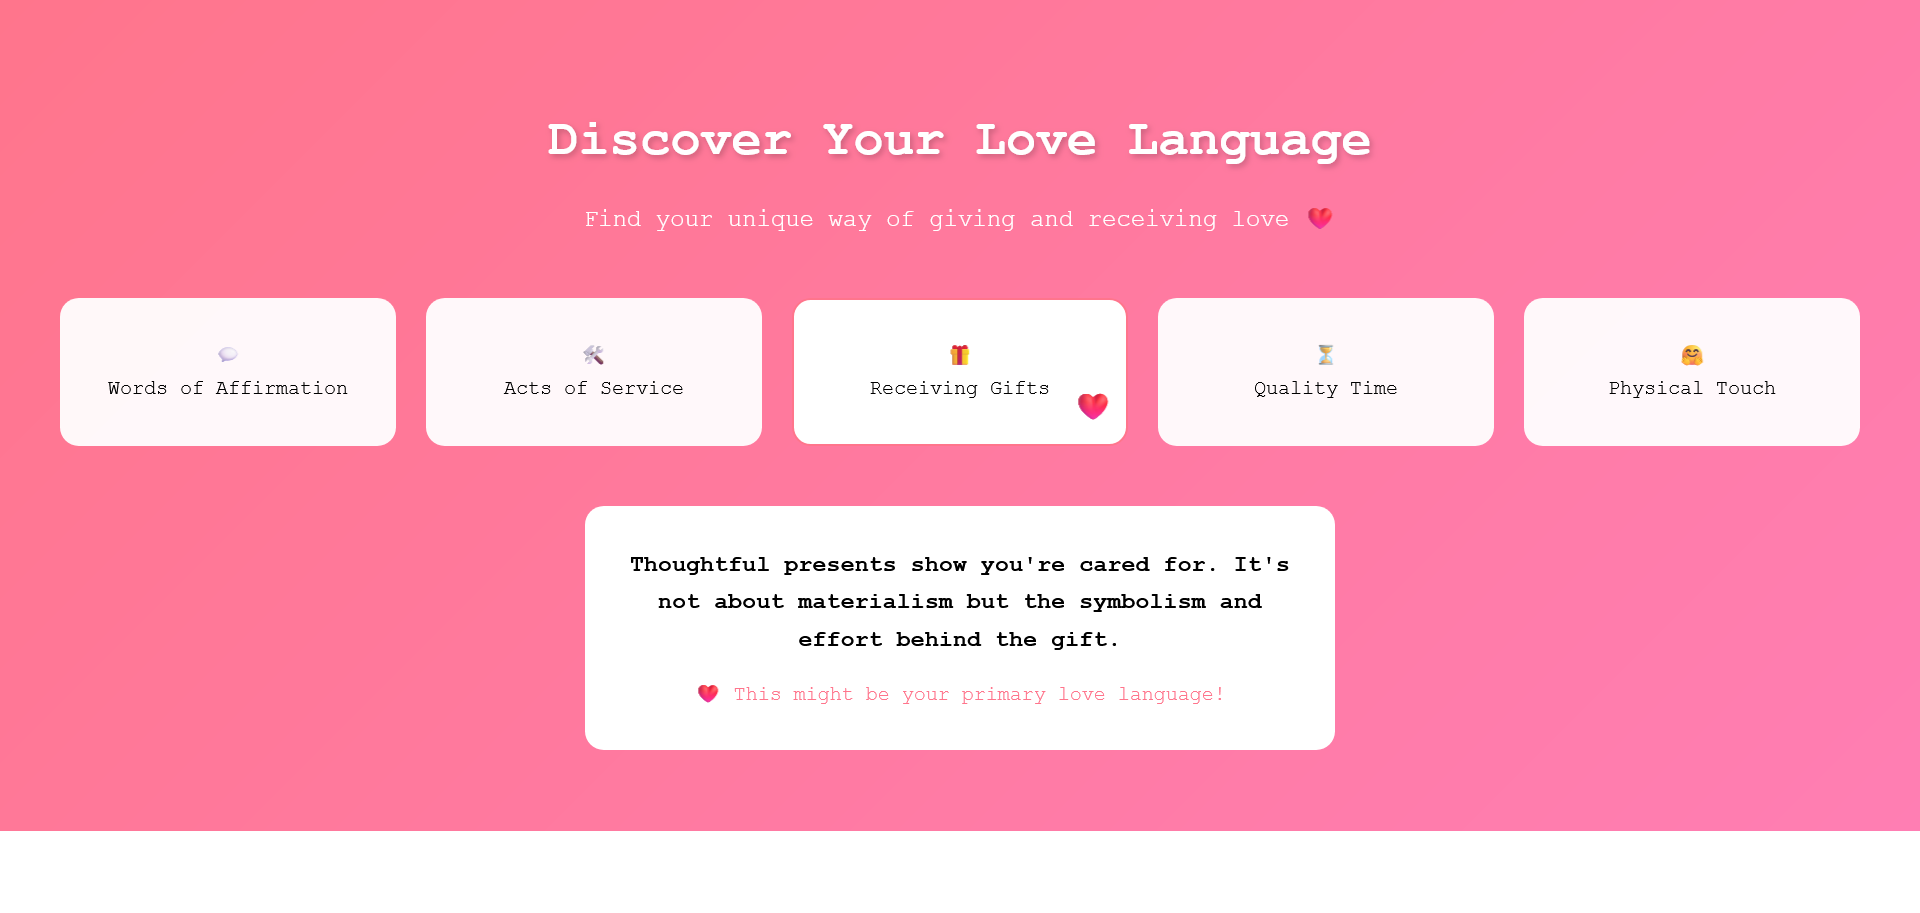 Discover Your Love Language
Find your unique way of giving and receiving love ❤️
💬
Words of Affirmation
🛠️
Acts of Service
🎁
Receiving Gifts
❤️
⏳
Quality Time
🤗
Physical Touch
Thoughtful presents show you're cared for. It's
not about materialism but the symbolism and
effort behind the gift.
❤️ This might be your primary love language!